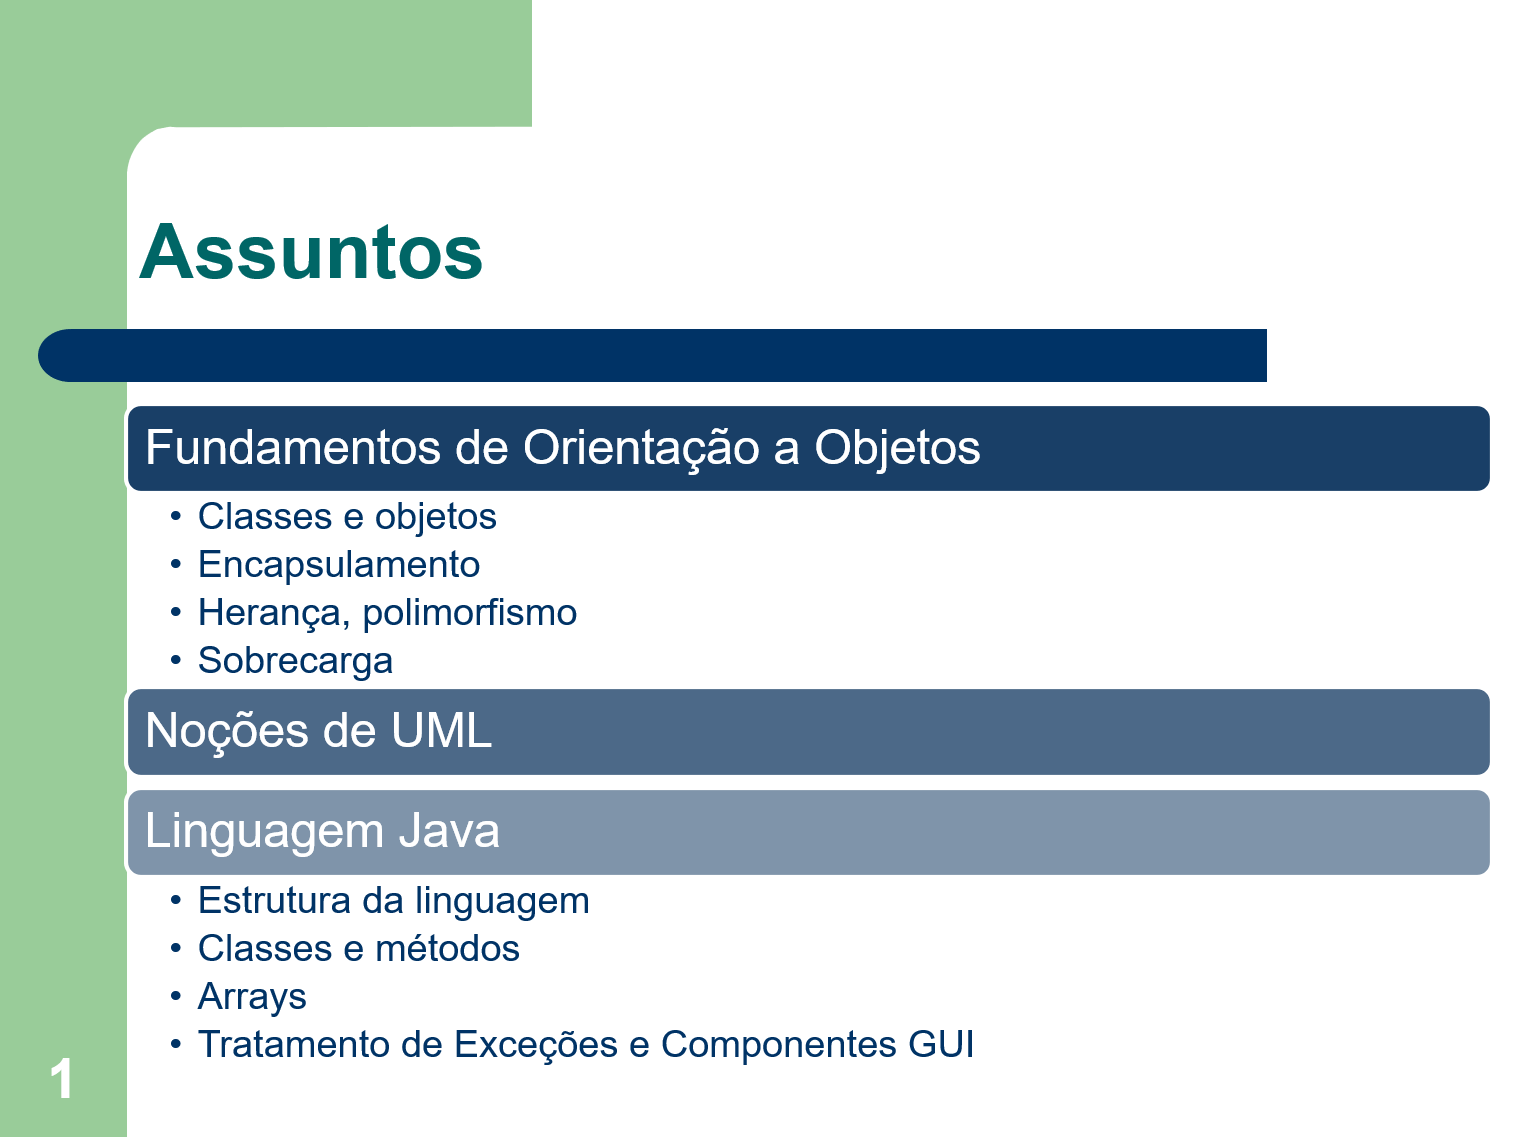 Assuntos
Fundamentos de Orientação a Objetos
• Classes e objetos
• Encapsulamento
• Herança, polimorfismo
• Sobrecarga
Noções de UML
Linguagem Java
• Estrutura da linguagem
• Classes e métodos
• Arrays
• Tratamento de Exceções e Componentes GUI
1